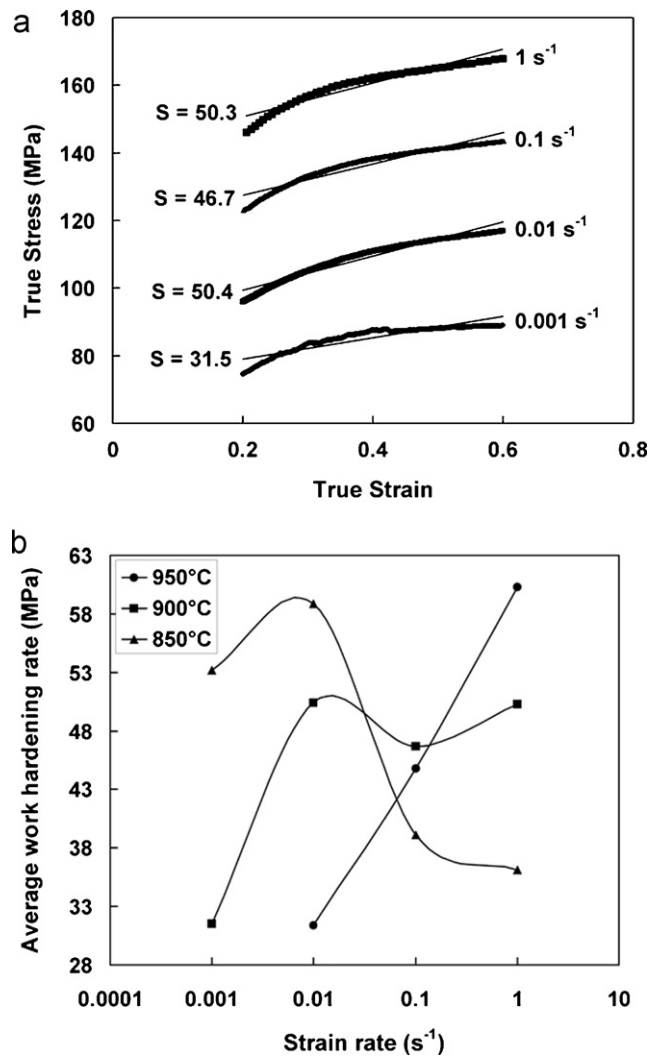 a
180
160
140
120
100
80
60
True Stress (MPa)
S = 50.3
S = 46.7
S = 50.4
S = 31.5
1 s⁻¹
0.1 s⁻¹
0.01 s⁻¹
0.001 s⁻¹
0 0.2 0.4 0.6 0.8
True Strain
b
63
58
53
48
43
38
33
28
Average work hardening rate (MPa)
950°C
900°C
850°C
0.0001 0.001 0.01 0.1 1 10
Strain rate (s⁻¹)